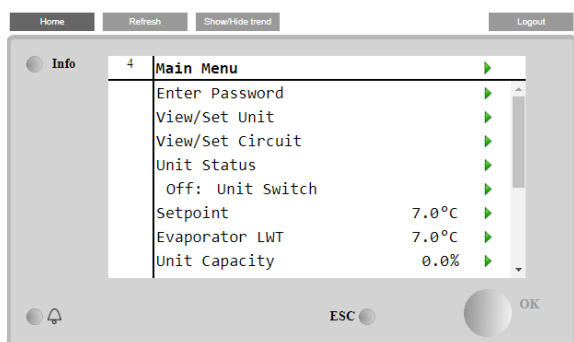 Home Refresh Show/Hide trend Logout
Info
4 Main Menu
Enter Password
View/Set Unit
View/Set Circuit
Unit Status
Off: Unit Switch
Setpoint 7.0°C
Evaporator LWT 7.0°C
Unit Capacity 0.0%
ESC OK